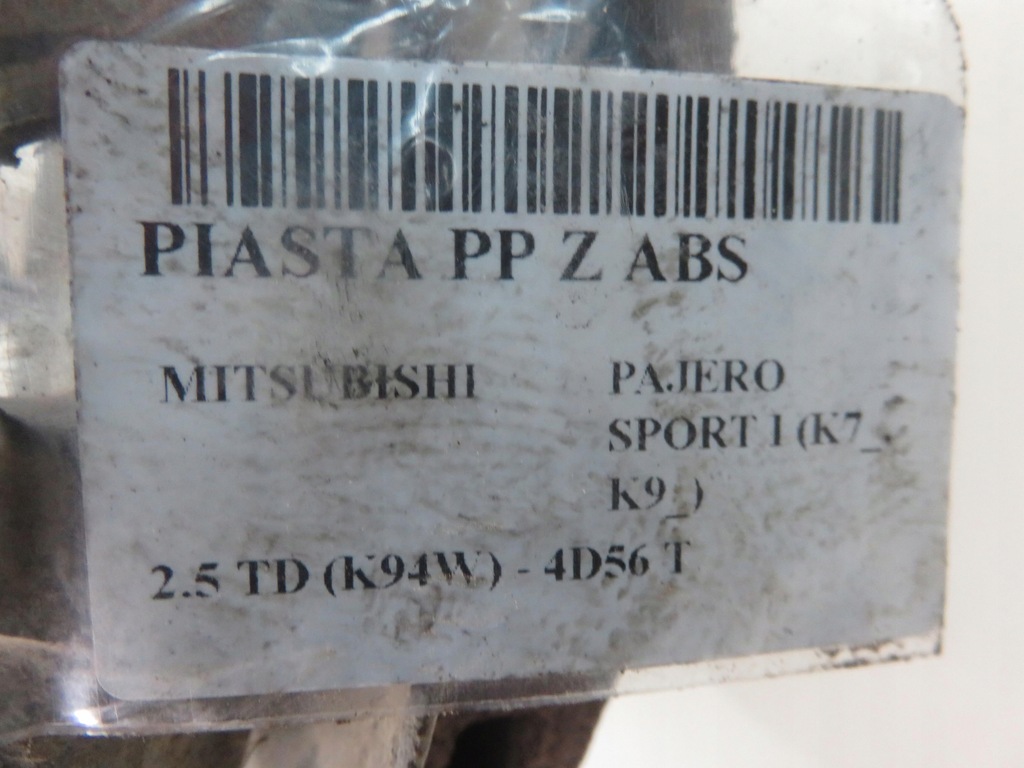 PIASTA PP Z ABS
MITSUBISHI
PAJERO
SPORT I (K7_,
K9_)
2.5 TD (K94W) - 4D56 T